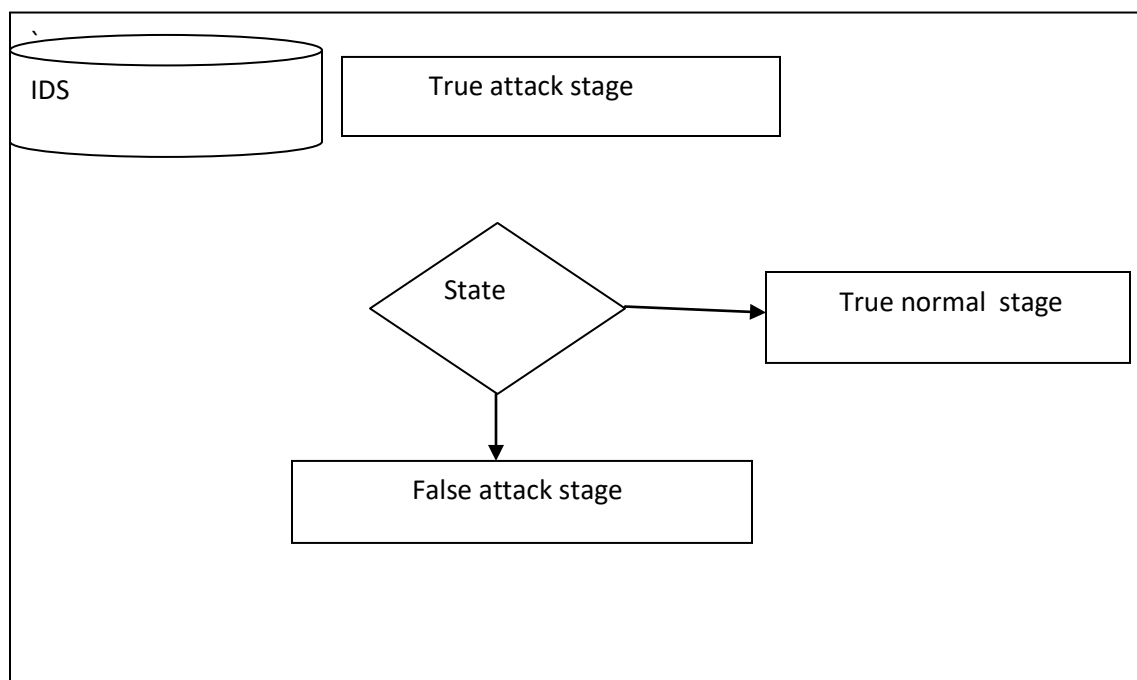 `
IDS
True attack stage
State
True normal  stage
False attack stage